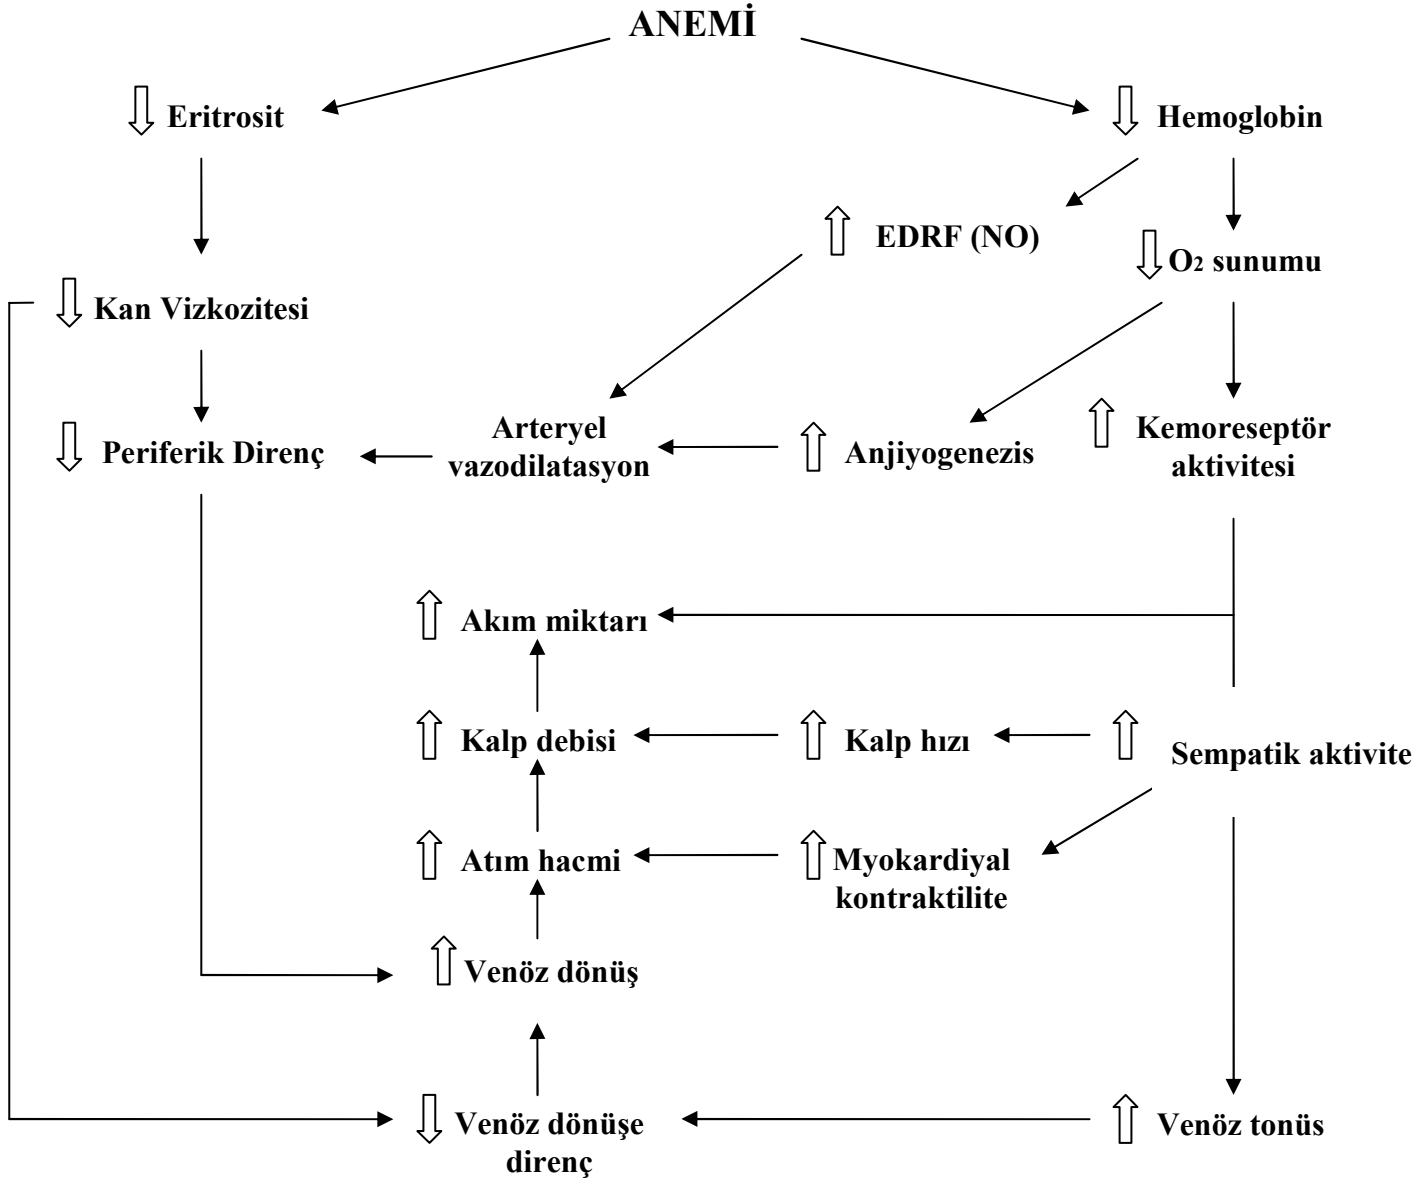 ANEMİ
Eritrosit
Hemoglobin
EDRF (NO)
O₂ sunumu
Kan Vizkozitesi
Periferik Direnç
Arteryel
vazodilatasyon
Anjiyogenezis
Kemoreseptör
aktivitesi
Akım miktarı
Kalp debisi
Kalp hızı
Sempatik aktivite
Atım hacmi
Myokardiyal
kontraktilite
Venöz dönüş
Venöz dönüşe
direnç
Venöz tonüs